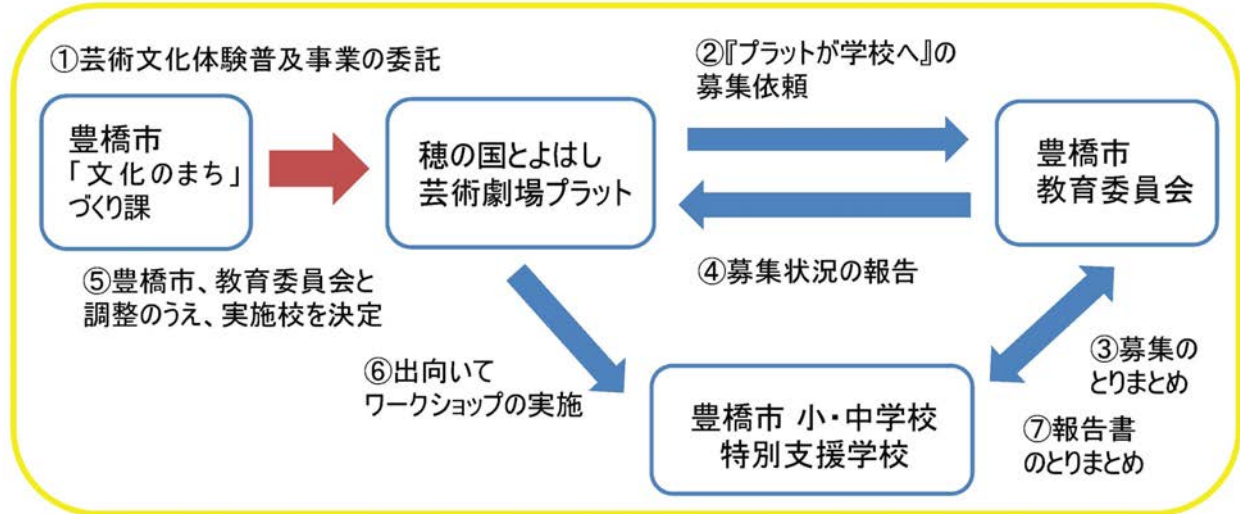 ①芸術文化体験普及事業の委託
②『プラットが学校へ』の
募集依頼
豊橋市
「文化のまち」
づくり課
穂の国とよはし
芸術劇場プラット
豊橋市
教育委員会
④募集状況の報告
⑤豊橋市、教育委員会と
調整のうえ、実施校を決定
③募集の
とりまとめ
⑥出向いて
ワークショップの実施
豊橋市 小・中学校
特別支援学校
⑦報告書
のとりまとめ